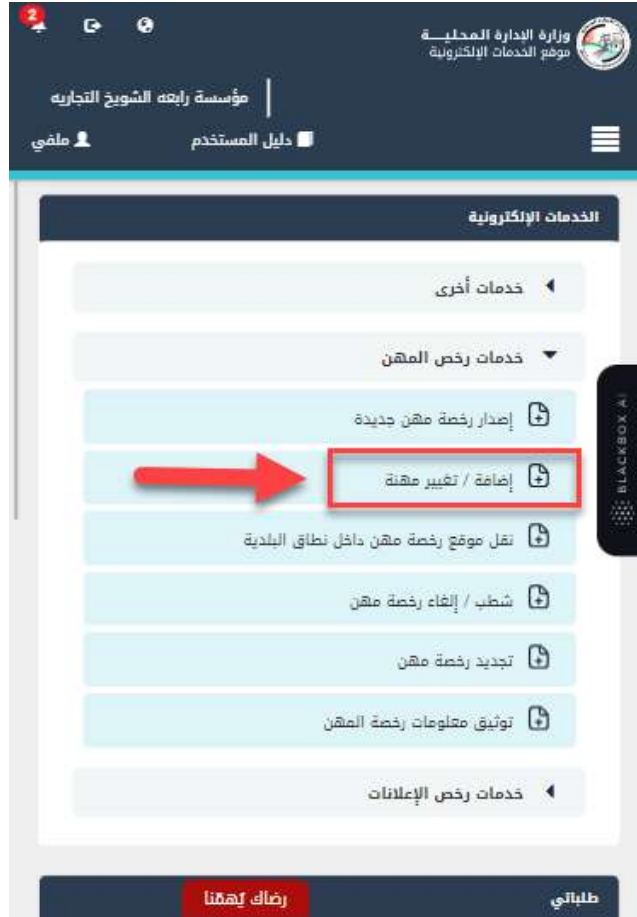 2
وزارة الإدارة المحليـــة
موقع الخدمات الإلكترونية
مؤسسة رابعه الشويخ التجاريه
دليل المستخدم
ملفي
الخدمات الإلكترونية
خدمات أخرى
خدمات رخص المهن
إصدار رخصة مهن جديدة
إضافة / تغيير مهنة
نقل موقع رخصة مهن داخل نطاق البلدية
شطب / إلغاء رخصة مهن
تجديد رخصة مهن
توثيق معلومات رخصة المهن
خدمات رخص الإعلانات
BLACKBOX AI
طلباتي
رضاك يُهمّنا